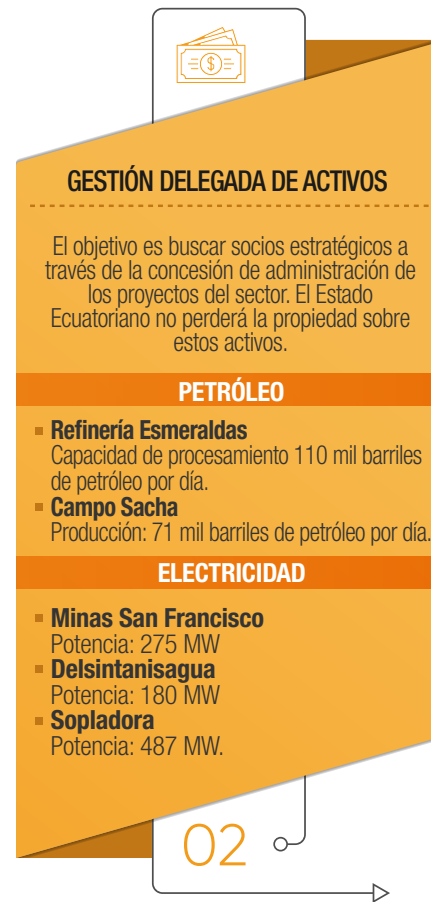 $
GESTIÓN DELEGADA DE ACTIVOS
El objetivo es buscar socios estratégicos a
través de la concesión de administración de
los proyectos del sector. El Estado
Ecuatoriano no perderá la propiedad sobre
estos activos.
PETRÓLEO
Refinería Esmeraldas
Capacidad de procesamiento 110 mil barriles
de petróleo por día.
Campo Sacha
Producción: 71 mil barriles de petróleo por día.
ELECTRICIDAD
Minas San Francisco
Potencia: 275 MW
Delsintanisagua
Potencia: 180 MW
Sopladora
Potencia: 487 MW.
02